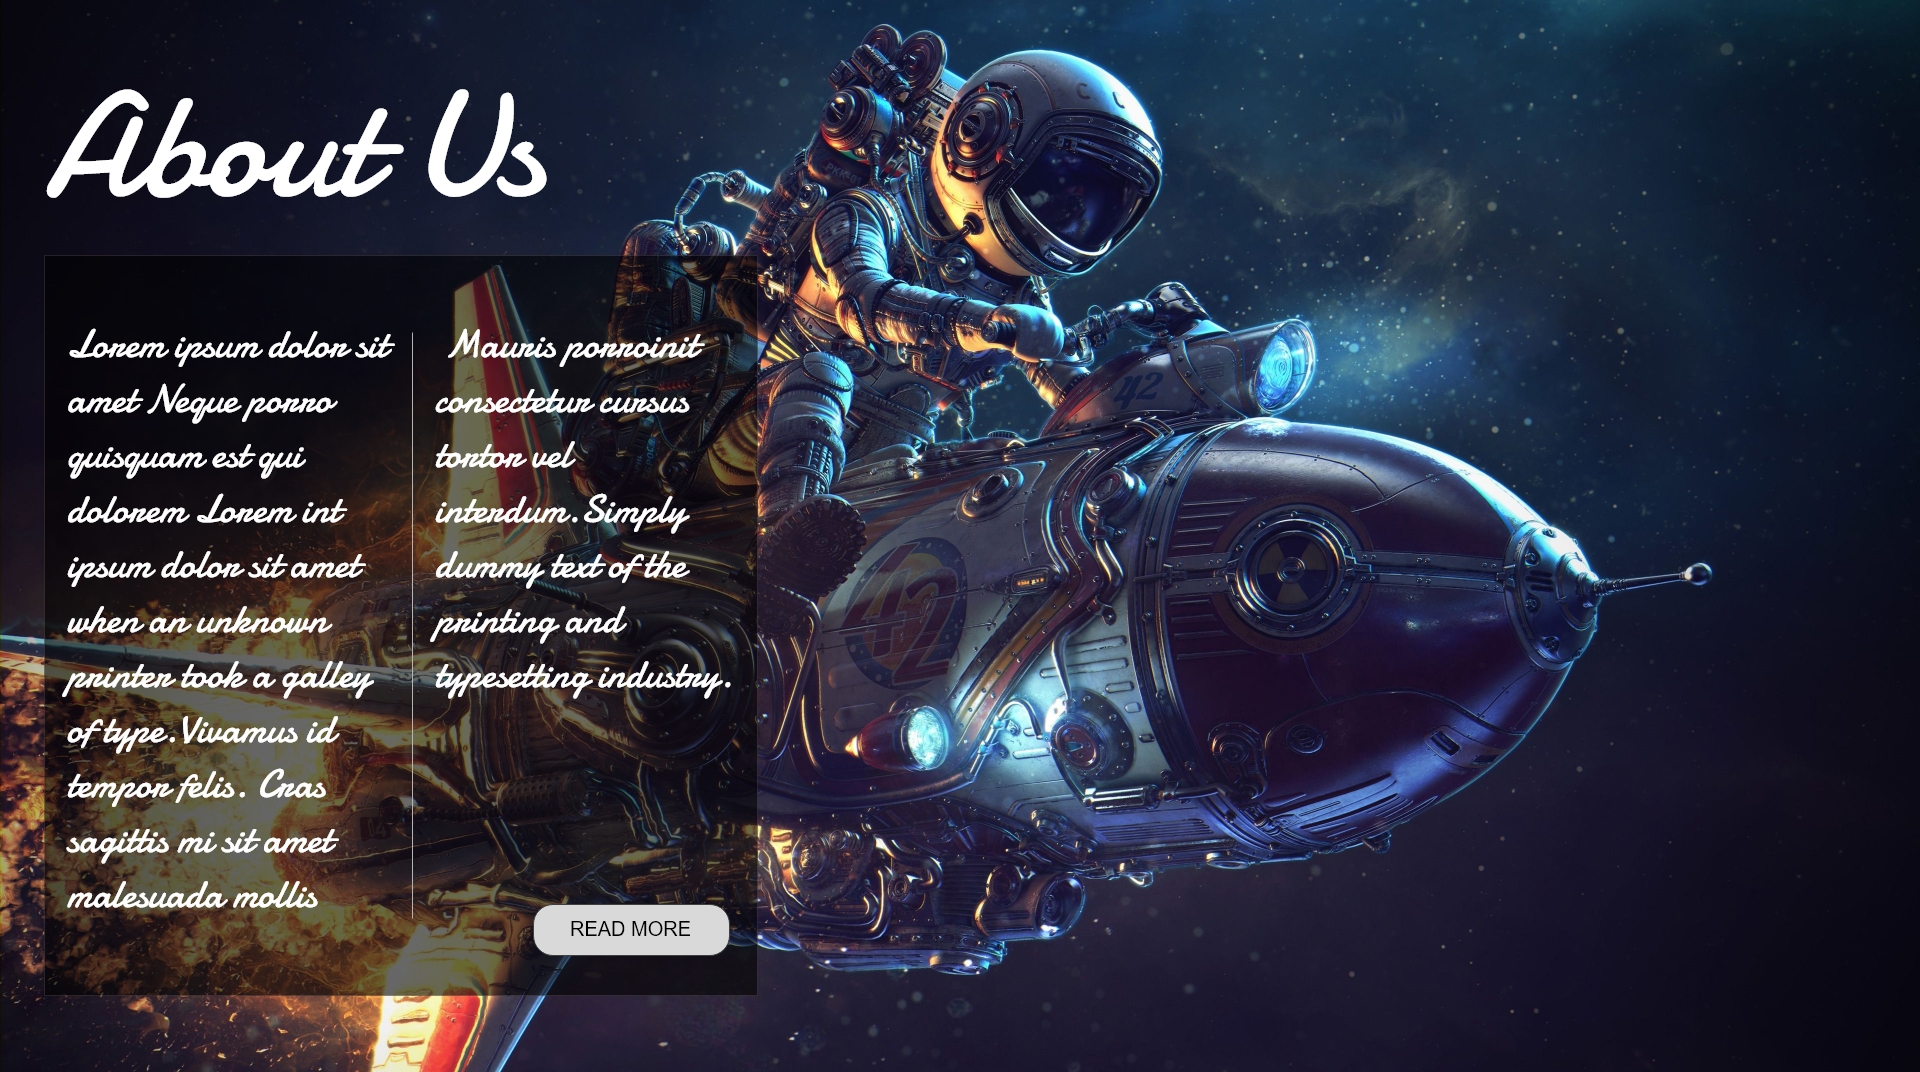 About Us
Lorem ipsum dolor sit
amet Neque porro
quisquam est qui
dolorem Lorem int
ipsum dolor sit amet
when an unknown
printer took a galley
of type. Vivamus id
tempor felis. Cras
sagittis mi sit amet
malesuada mollis
Mauris porroinit
consectetur cursus
tortor vel
interdum. Simply
dummy text of the
printing and
typesetting industry.
READ MORE
42
42